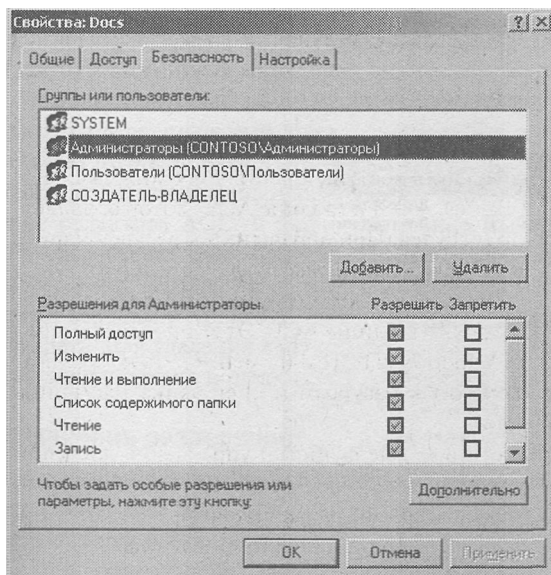 Свойства: Docs
Общие Доступ Безопасность Настройка
Группы или пользователи:
SYSTEM
Администраторы (CONTOSO\Администраторы)
Пользователи (CONTOSO\Пользователи)
СОЗДАТЕЛЬ-ВЛАДЕЛЕЦ
Добавить... Удалить
Разрешения для Администраторы Разрешить Запретить
Полный доступ
Изменить
Чтение и выполнение
Список содержимого папки
Чтение
Запись
Чтобы задать особые разрешения или
параметры, нажмите эту кнопку:
Дополнительно
OK Отмена Применить